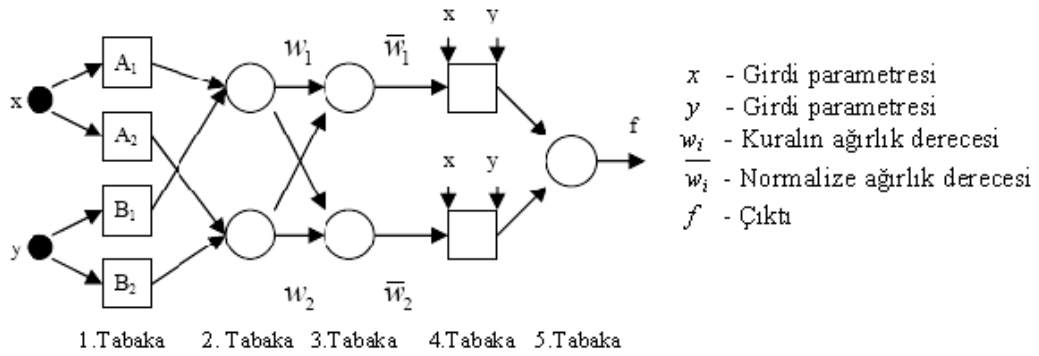 x y x y
w₁ w̅₁
A₁
x
A₂
f
x y
B₁
y
B₂
w₂ w̅₂
1.Tabaka 2. Tabaka 3.Tabaka 4.Tabaka 5.Tabaka
x - Girdi parametresi
y - Girdi parametresi
wᵢ - Kuralın ağırlık derecesi
w̅ᵢ - Normalize ağırlık derecesi
f - Çıktı